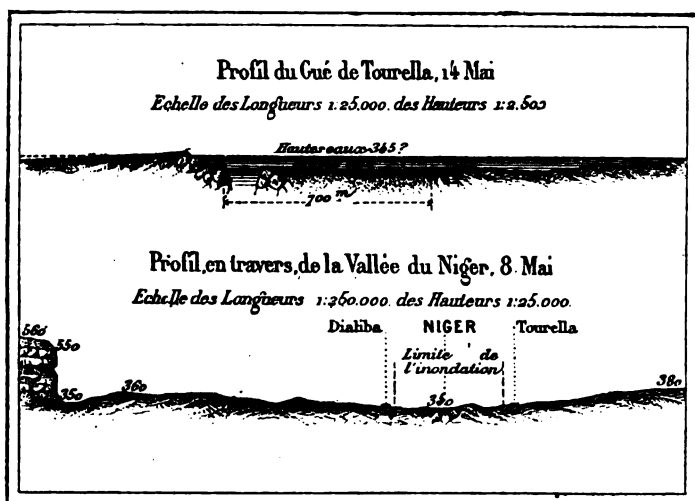 Profil du Gué de Tourella, 14 Mai
Echelle des Longueurs 1:25.000. des Hauteurs 1:2.500
Hautes eaux 365?
700 m
Profil, en travers, de la Vallée du Niger. 8 Mai
Echelle des Longueurs 1:250.000. des Hauteurs 1:25.000.
Dialiba NIGER Tourella
560 550 Limite de
l'inondation
350 360 350 380